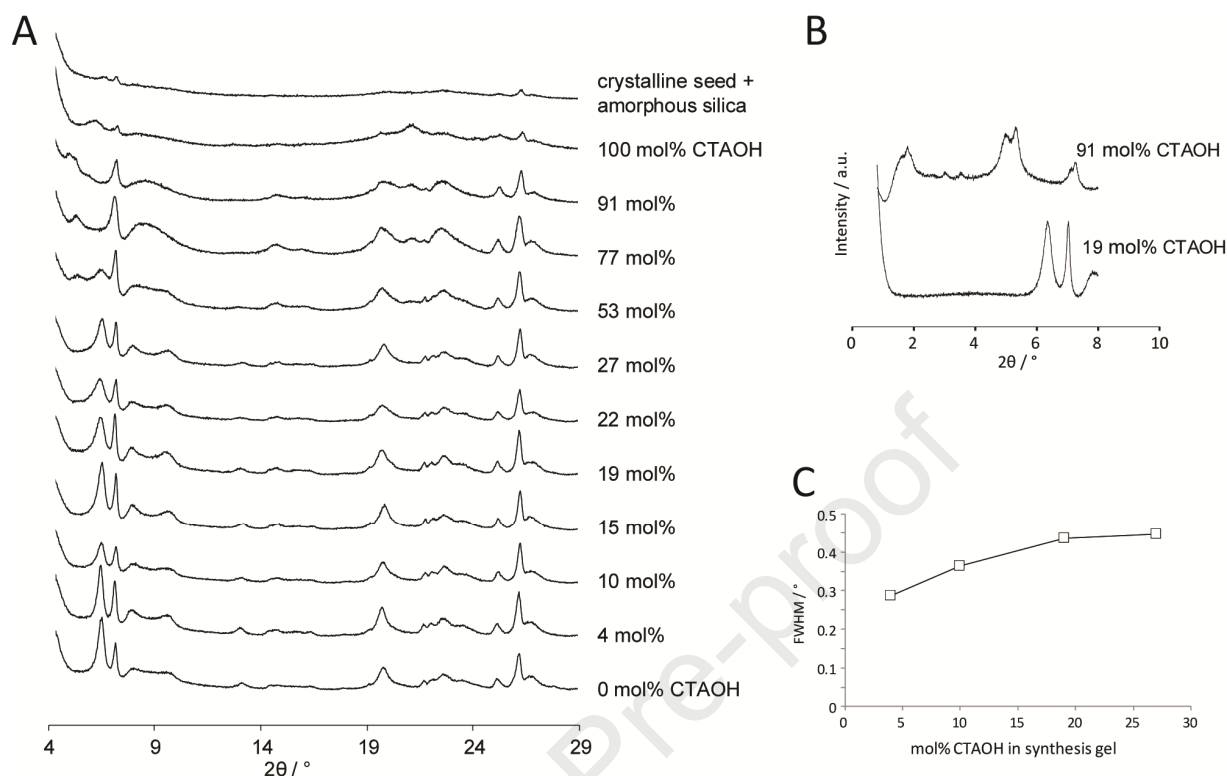 A
crystalline seed +
amorphous silica
100 mol% CTAOH
91 mol%
77 mol%
53 mol%
27 mol%
22 mol%
19 mol%
15 mol%
10 mol%
4 mol%
0 mol% CTAOH
4 9 14 19 24 29
2θ / °
B
Intensity / a.u.
91 mol% CTAOH
19 mol% CTAOH
0 2 4 6 8 10
2θ / °
C
FWHM / °
0.5
0.4
0.3
0.2
0.1
0
0 5 10 15 20 25 30
mol% CTAOH in synthesis gel
Pre-proof